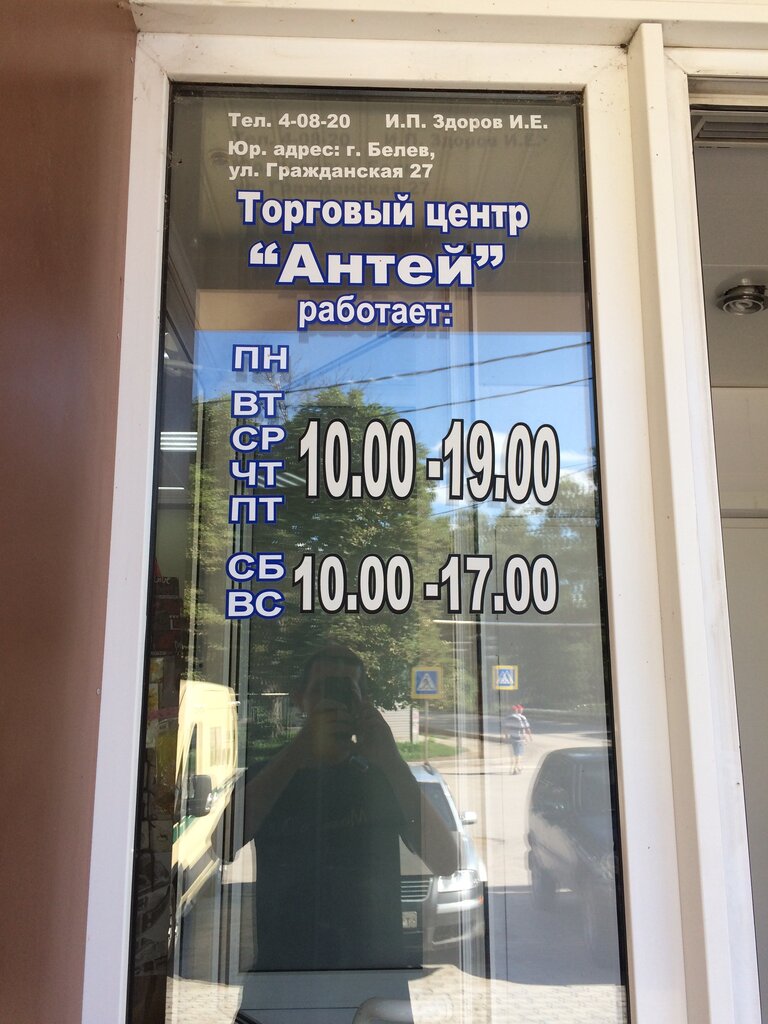 Тел. 4-08-20 И.П. Здоров И.Е.
Юр. адрес: г. Белев,
ул. Гражданская 27
Торговый центр
“Антей”
работает:
ПН
ВТ
СР 10.00 -19.00
ЧТ
ПТ
СБ 10.00 -17.00
ВС